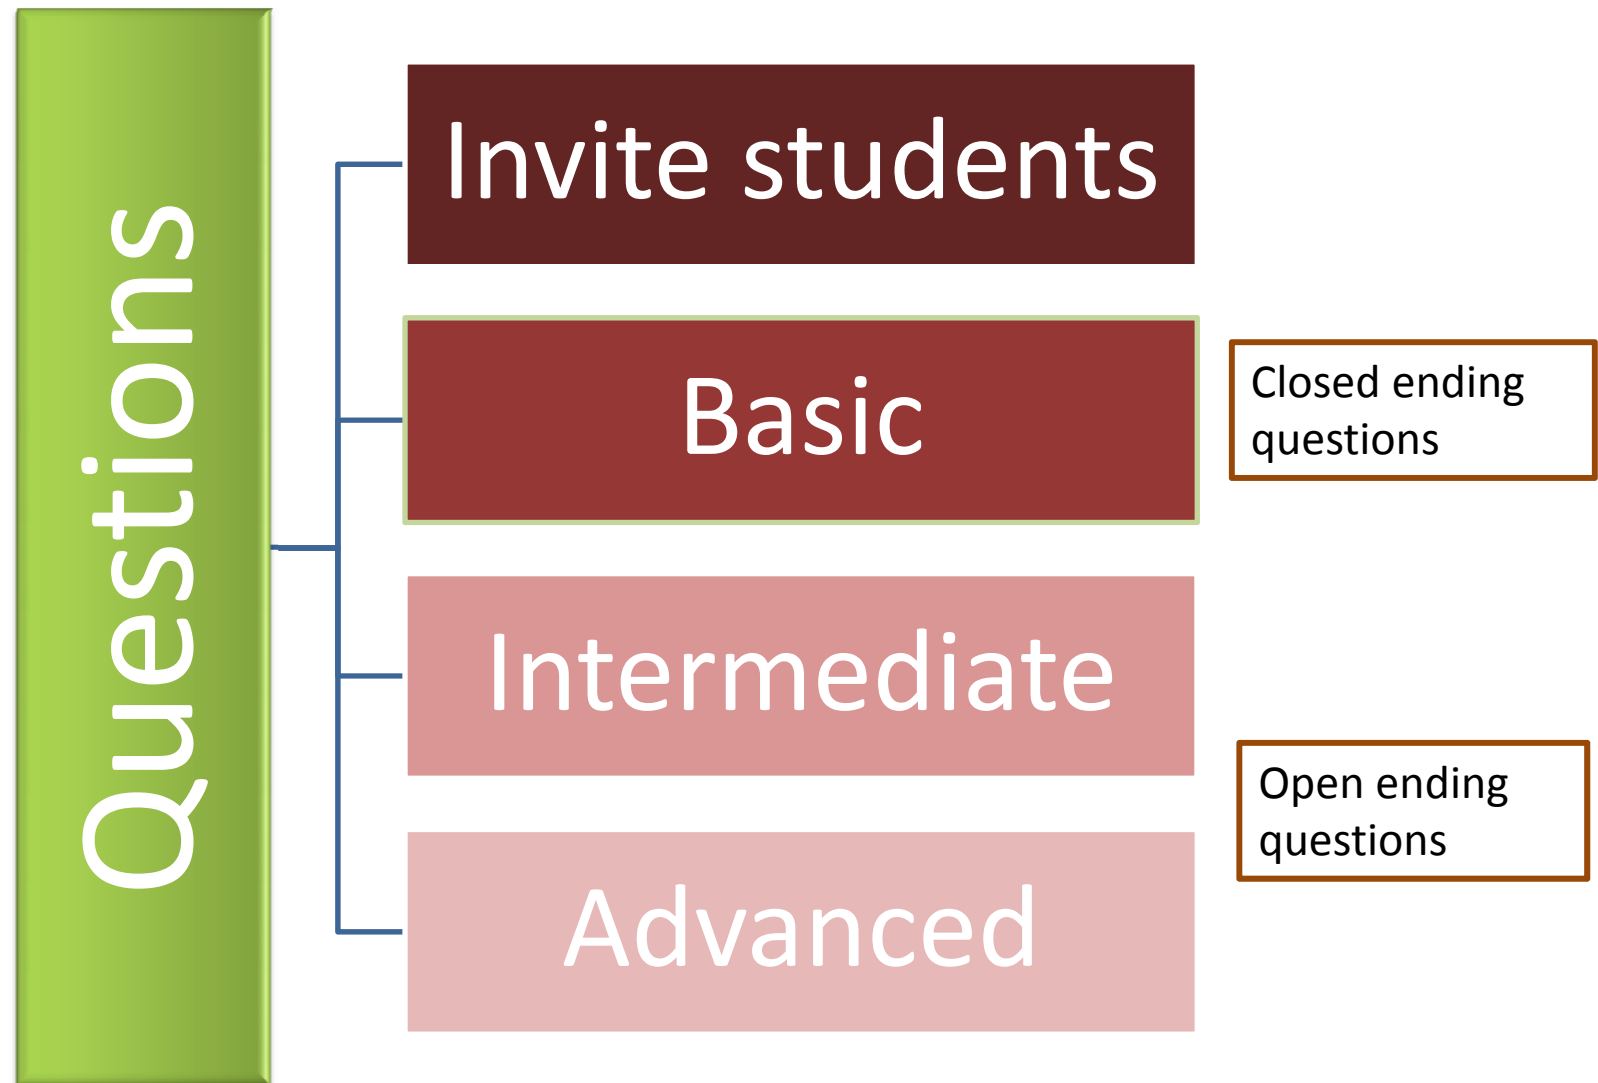 Questions
Invite students
Basic
Closed ending
questions
Intermediate
Open ending
questions
Advanced